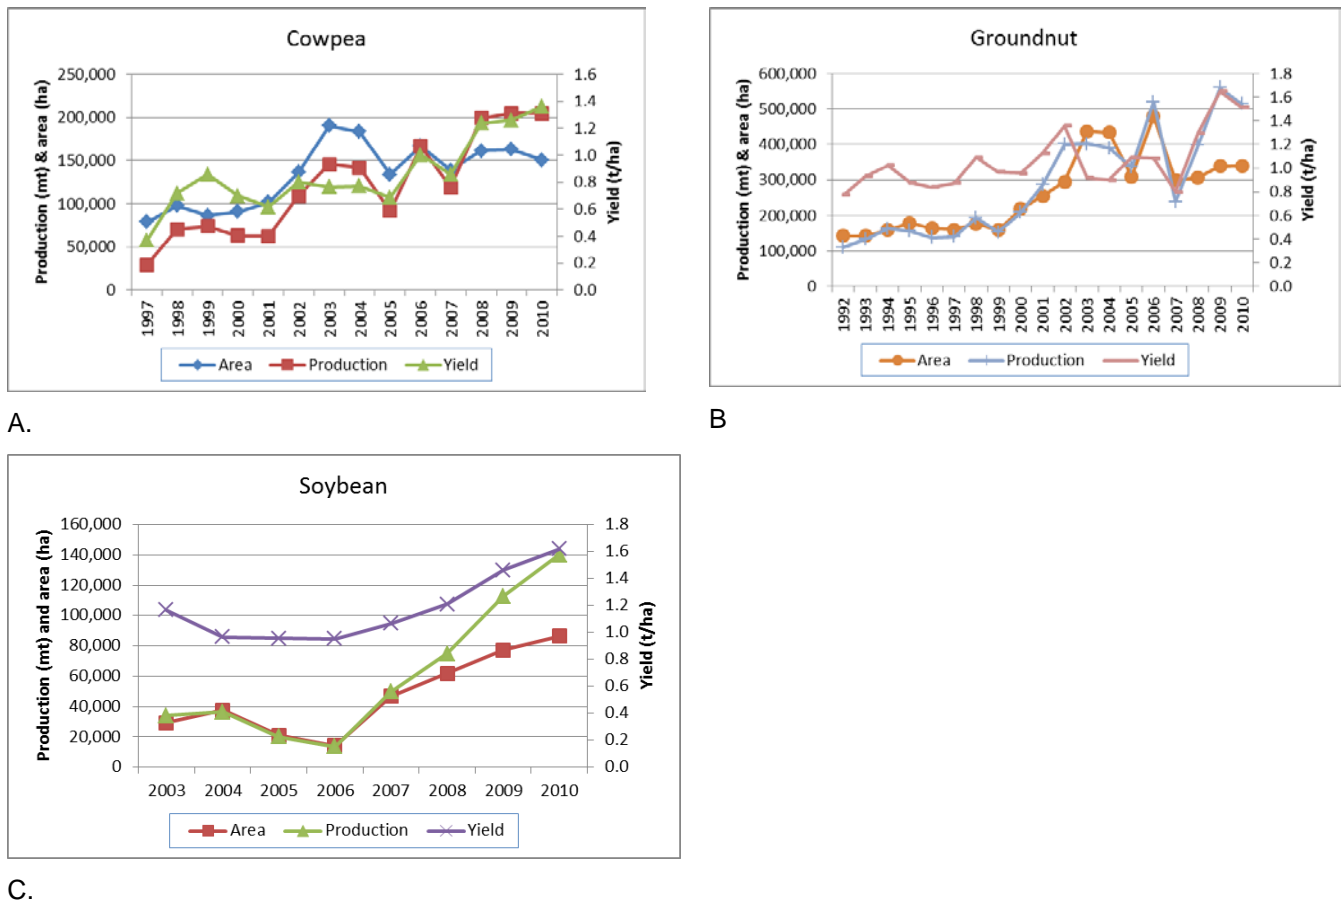 Cowpea
Production (mt) & area (ha)
250,000
200,000
150,000
100,000
50,000
0
1.6
1.4
1.2
1.0
0.8
0.6
0.4
0.2
0.0
Yield (t/ha)
1997 1998 1999 2000 2001 2002 2003 2004 2005 2006 2007 2008 2009 2010
Area Production Yield
A.
Groundnut
Production (mt) & area (ha)
600,000
500,000
400,000
300,000
200,000
100,000
0
1.8
1.6
1.4
1.2
1.0
0.8
0.6
0.4
0.2
0.0
Yield (t/ha)
1992 1993 1994 1995 1996 1997 1998 1999 2000 2001 2002 2003 2004 2005 2006 2007 2008 2009 2010
Area Production Yield
B
Soybean
Production (mt) and area (ha)
160,000
140,000
120,000
100,000
80,000
60,000
40,000
20,000
0
1.8
1.6
1.4
1.2
1.0
0.8
0.6
0.4
0.2
0.0
Yield (t/ha)
2003 2004 2005 2006 2007 2008 2009 2010
Area Production Yield
C.